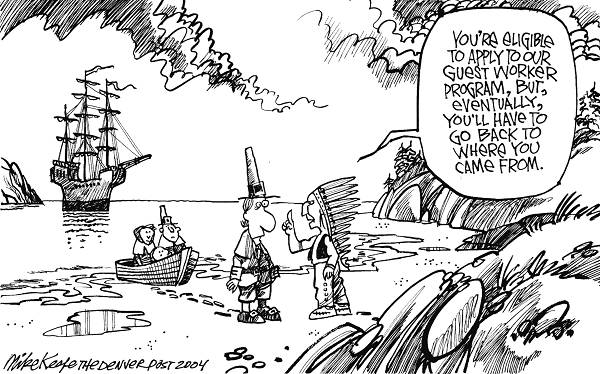 YOU'RE ELIGIBLE
TO APPLY TO OUR
GUEST WORKER
PROGRAM, BUT,
EVENTUALLY,
YOU'LL HAVE TO
GO BACK TO
WHERE YOU
CAME FROM.
Mike Keefe THE DENVER POST 2004